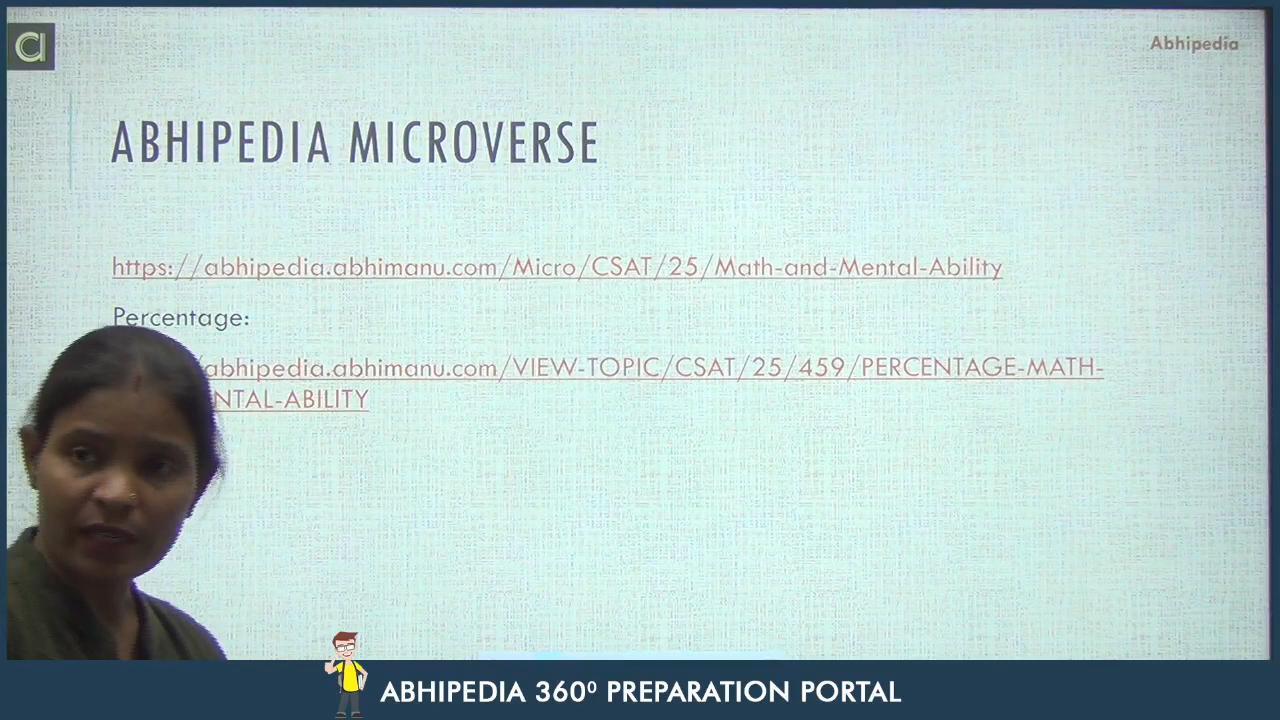 Abhipedia
ABHIPEDIA MICROVERSE
https://abhipedia.abhimanu.com/Micro/CSAT/25/Math-and-Mental-Ability
Percentage:
/abhipedia.abhimanu.com/VIEW-TOPIC/CSAT/25/459/PERCENTAGE-MATH-
NTAL-ABILITY
ABHIPEDIA 360⁰ PREPARATION PORTAL